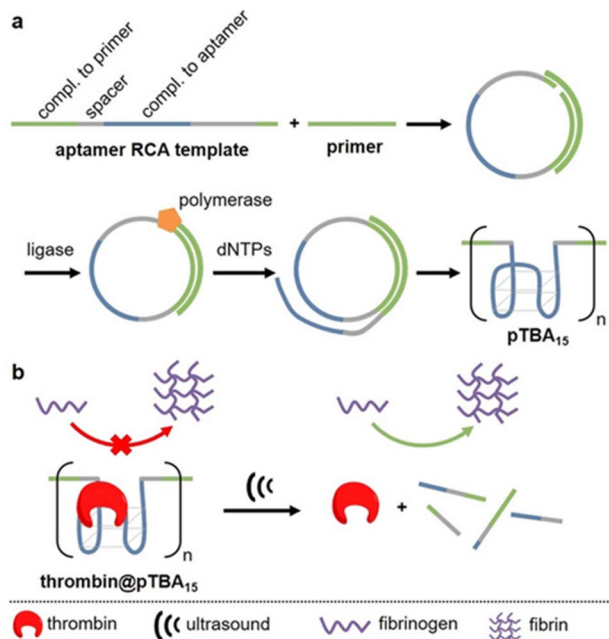 a
compl. to primer
spacer
compl. to aptamer
+
aptamer RCA template
primer
polymerase
ligase
dNTPs
n
pTBA15
b
n
+
thrombin@pTBA15
thrombin
ultrasound
fibrinogen
fibrin